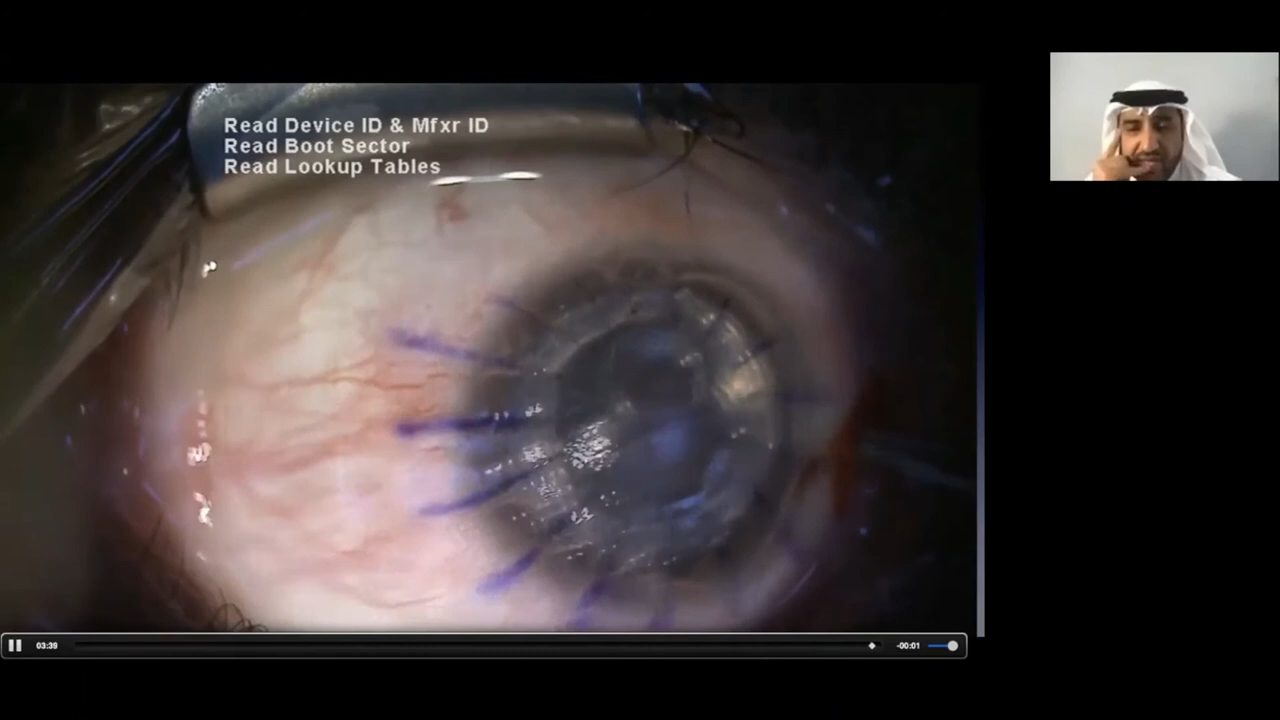 Read Device ID & Mfxr ID
Read Boot Sector
Read Lookup Tables
03:39
-00:01